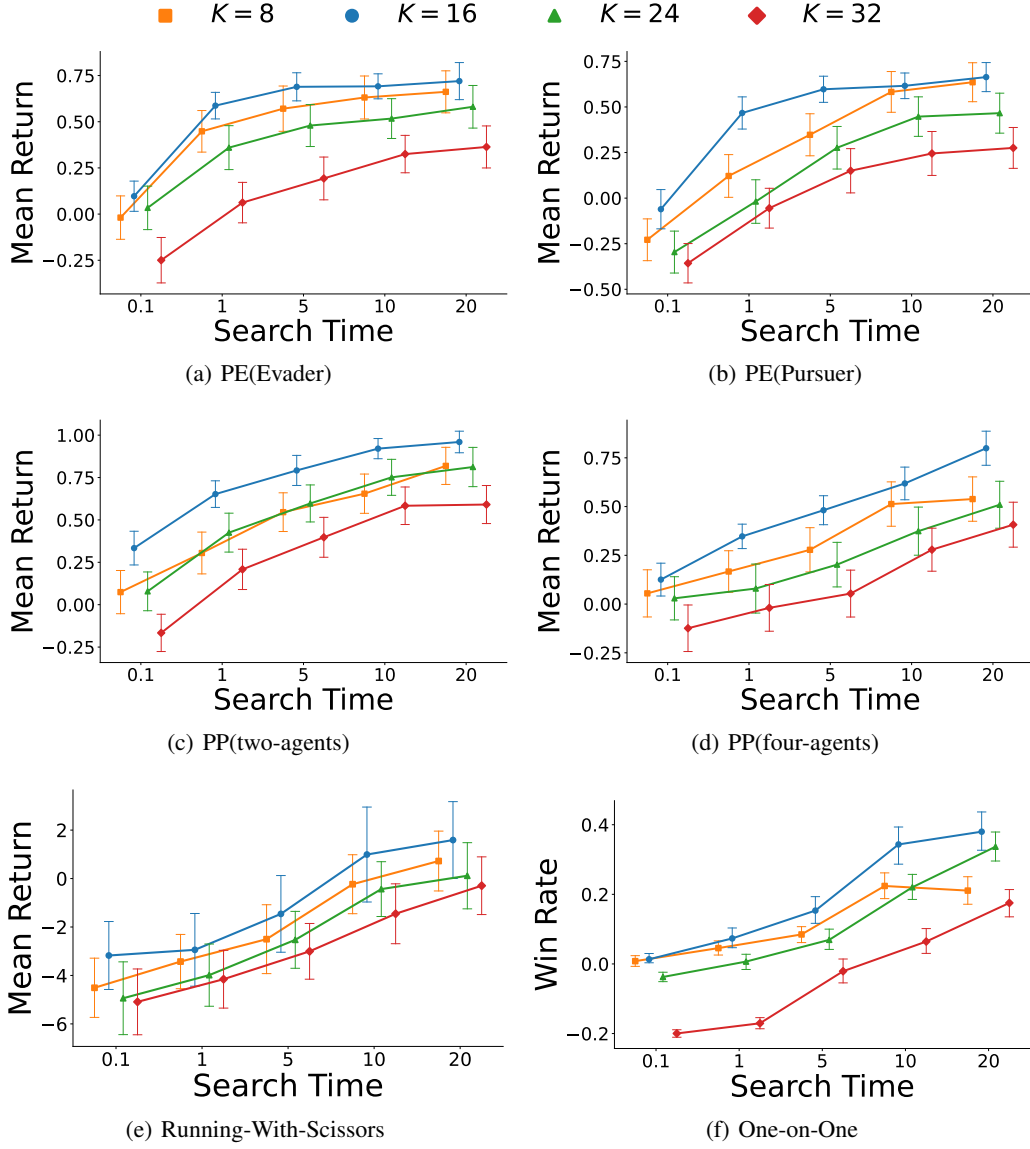 K = 8 K = 16 K = 24 K = 32
Mean Return
0.75
0.50
0.25
0.00
−0.25
0.1 1 5 10 20
Search Time
(a) PE(Evader)
Mean Return
0.75
0.50
0.25
0.00
−0.25
−0.50
0.1 1 5 10 20
Search Time
(b) PE(Pursuer)
Mean Return
1.00
0.75
0.50
0.25
0.00
−0.25
0.1 1 5 10 20
Search Time
(c) PP(two-agents)
Mean Return
0.75
0.50
0.25
0.00
−0.25
0.1 1 5 10 20
Search Time
(d) PP(four-agents)
Mean Return
2
0
−2
−4
−6
0.1 1 5 10 20
Search Time
(e) Running-With-Scissors
Win Rate
0.4
0.2
0.0
−0.2
0.1 1 5 10 20
Search Time
(f) One-on-One